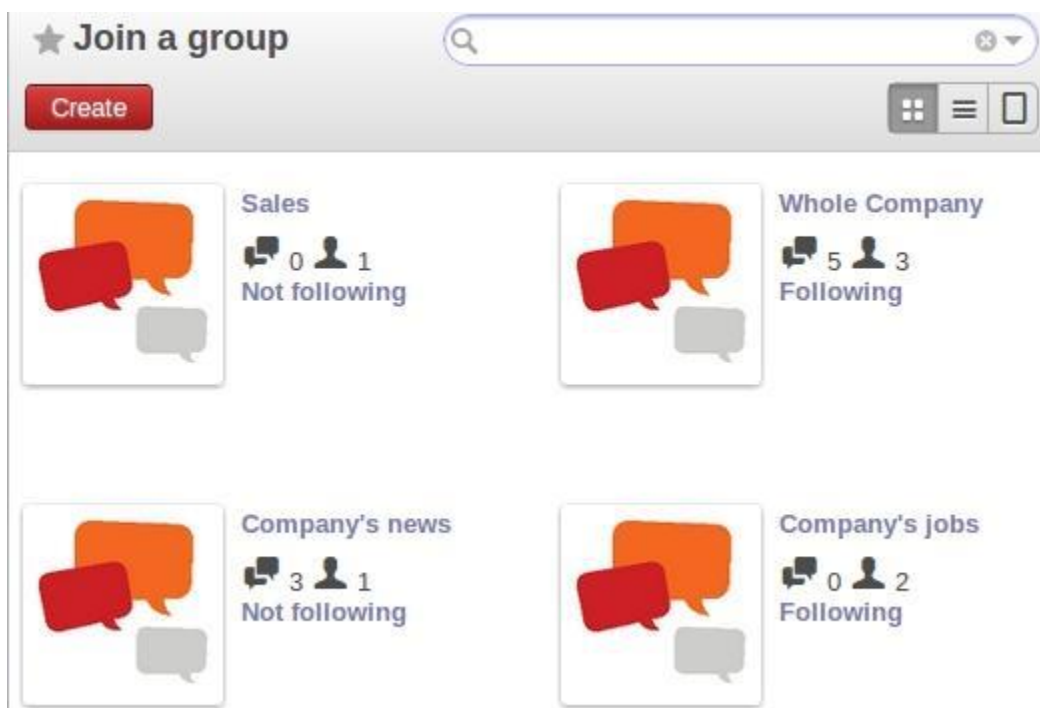 Join a group
Create
Sales
0 1
Not following
Whole Company
5 3
Following
Company's news
3 1
Not following
Company's jobs
0 2
Following